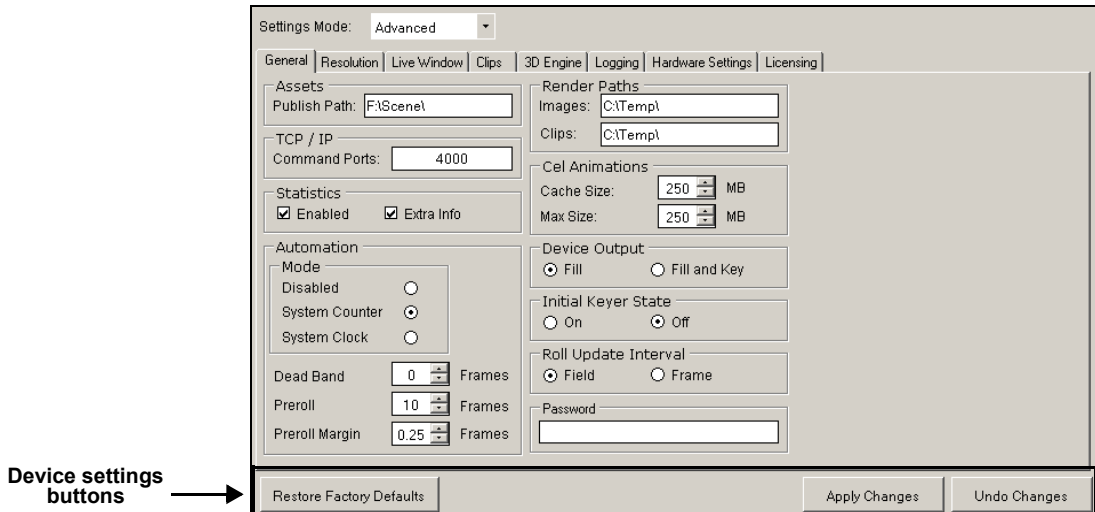 Settings Mode: Advanced
General Resolution Live Window Clips 3D Engine Logging Hardware Settings Licensing
Assets
Publish Path: F:\Scene\
TCP / IP
Command Ports: 4000
Statistics
Enabled Extra Info
Automation
Mode
Disabled
System Counter
System Clock
Dead Band 0 Frames
Preroll 10 Frames
Preroll Margin 0.25 Frames
Render Paths
Images: C:\Temp\
Clips: C:\Temp\
Cel Animations
Cache Size: 250 MB
Max Size: 250 MB
Device Output
Fill Fill and Key
Initial Keyer State
On Off
Roll Update Interval
Field Frame
Password
Device settings
buttons
Restore Factory Defaults Apply Changes Undo Changes